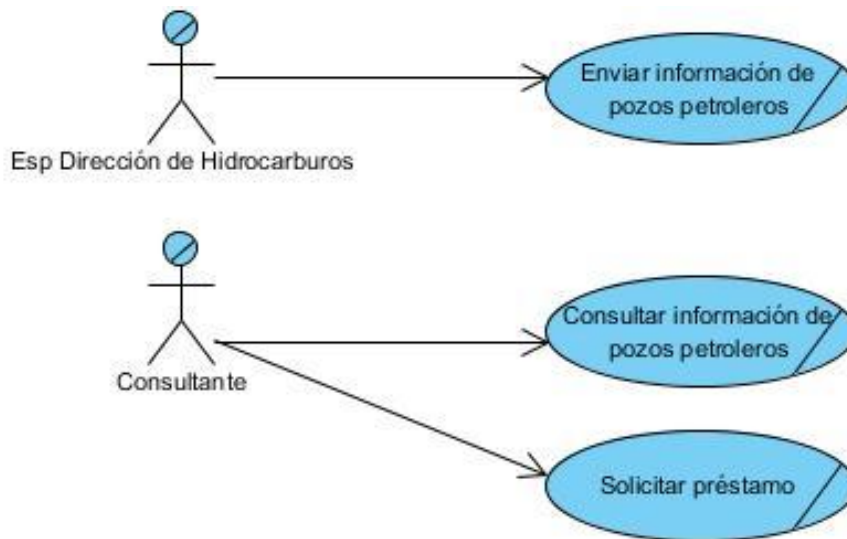 Enviar información de
pozos petroleros
Esp Dirección de Hidrocarburos
Consultar información de
pozos petroleros
Consultante
Solicitar préstamo